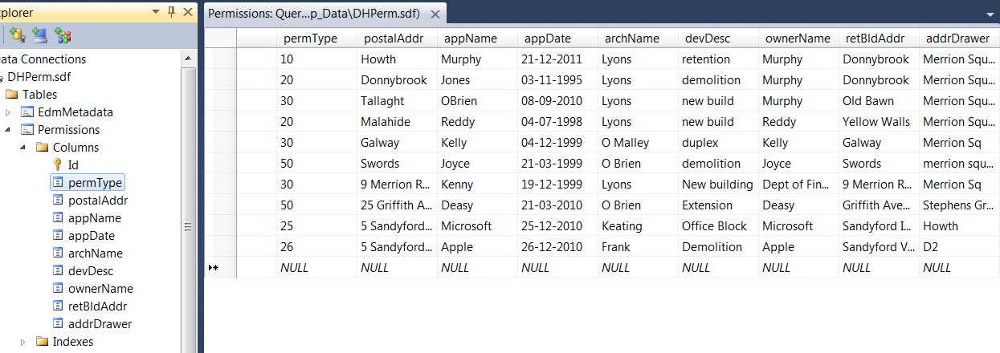 xplorer
Permissions: Quer...p_Data\DHPerm.sdf)
ata Connections
DHPerm.sdf
Tables
EdmMetadata
Permissions
Columns
Id
permType
postalAddr
appName
appDate
archName
devDesc
ownerName
retBldAddr
addrDrawer
Indexes
permType postalAddr appName appDate archName devDesc ownerName retBldAddr addrDrawer
10 Howth Murphy 21-12-2011 Lyons retention Murphy Donnybrook Merrion Squ...
20 Donnybrook Jones 03-11-1995 Lyons demolition Murphy Donnybrook Merrion Squ...
30 Tallaght OBrien 08-09-2010 Lyons new build Murphy Old Bawn Merrion Squ...
20 Malahide Reddy 04-07-1998 Lyons new build Reddy Yellow Walls Merrion Squ...
30 Galway Kelly 04-12-1999 O Malley duplex Kelly Galway Merrion Sq
50 Swords Joyce 21-03-1999 O Brien demolition Joyce Swords merrion squ...
30 9 Merrion R... Kenny 19-12-1999 Lyons New building Dept of Fin... 9 Merrion R... Merrion Sq
50 25 Griffith A... Deasy 21-03-2010 O Brien Extension Deasy Griffith Ave... Stephens Gr...
25 5 Sandyford... Microsoft 25-12-2010 Keating Office Block Microsoft Sandyford I... Howth
26 5 Sandyford... Apple 26-12-2010 Frank Demolition Apple Sandyford V... D2
NULL NULL NULL NULL NULL NULL NULL NULL NULL